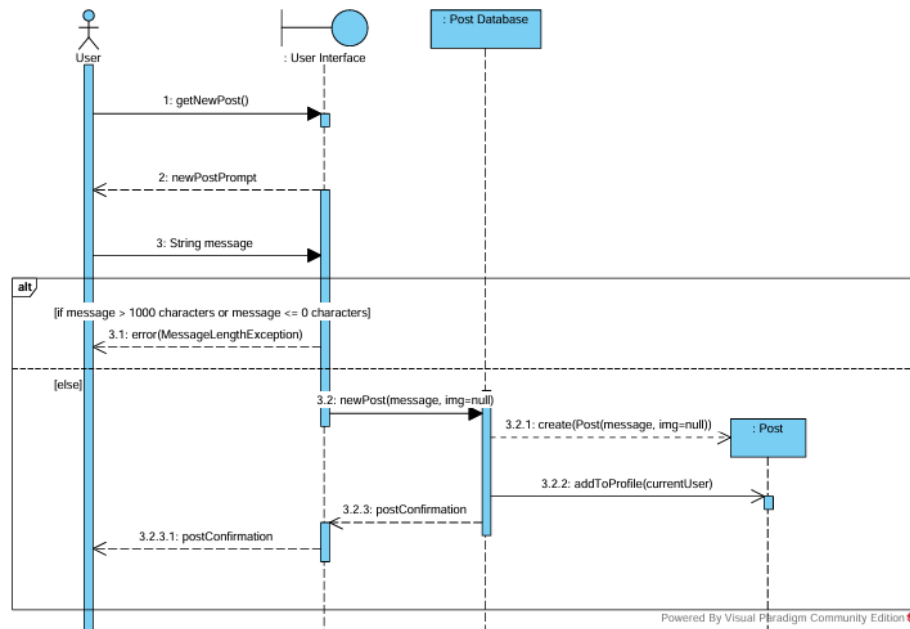 : Post Database
User
: User Interface
1: getNewPost()
2: newPostPrompt
3: String message
alt
[if message > 1000 characters or message <= 0 characters]
3.1: error(MessageLengthException)
[else]
3.2: newPost(message, img=null)
3.2.1: create(Post(message, img=null))
: Post
3.2.2: addToProfile(currentUser)
3.2.3: postConfirmation
3.2.3.1: postConfirmation
Powered By Visual Paradigm Community Edition